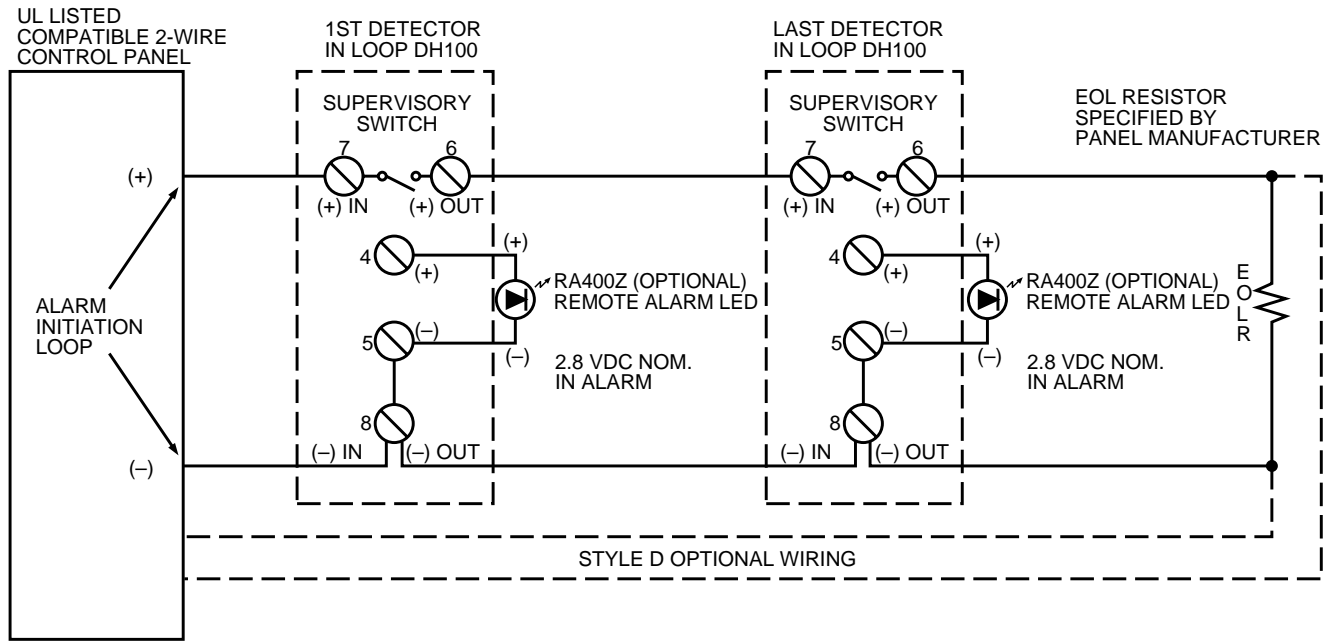 UL LISTED
COMPATIBLE 2-WIRE
CONTROL PANEL
1ST DETECTOR
IN LOOP DH100
LAST DETECTOR
IN LOOP DH100
EOL RESISTOR
SPECIFIED BY
PANEL MANUFACTURER
SUPERVISORY
SWITCH
SUPERVISORY
SWITCH
7 6
7 6
(+)
(+) IN (+) OUT
(+) IN (+) OUT
4 (+) (+)
4 (+) (+)
RA400Z (OPTIONAL)
REMOTE ALARM LED
RA400Z (OPTIONAL)
REMOTE ALARM LED
EOLR
ALARM
INITIATION
LOOP
5 (–) (–)
5 (–) (–)
2.8 VDC NOM.
IN ALARM
2.8 VDC NOM.
IN ALARM
8
8
(–)
(–) IN (–) OUT
(–) IN (–) OUT
STYLE D OPTIONAL WIRING